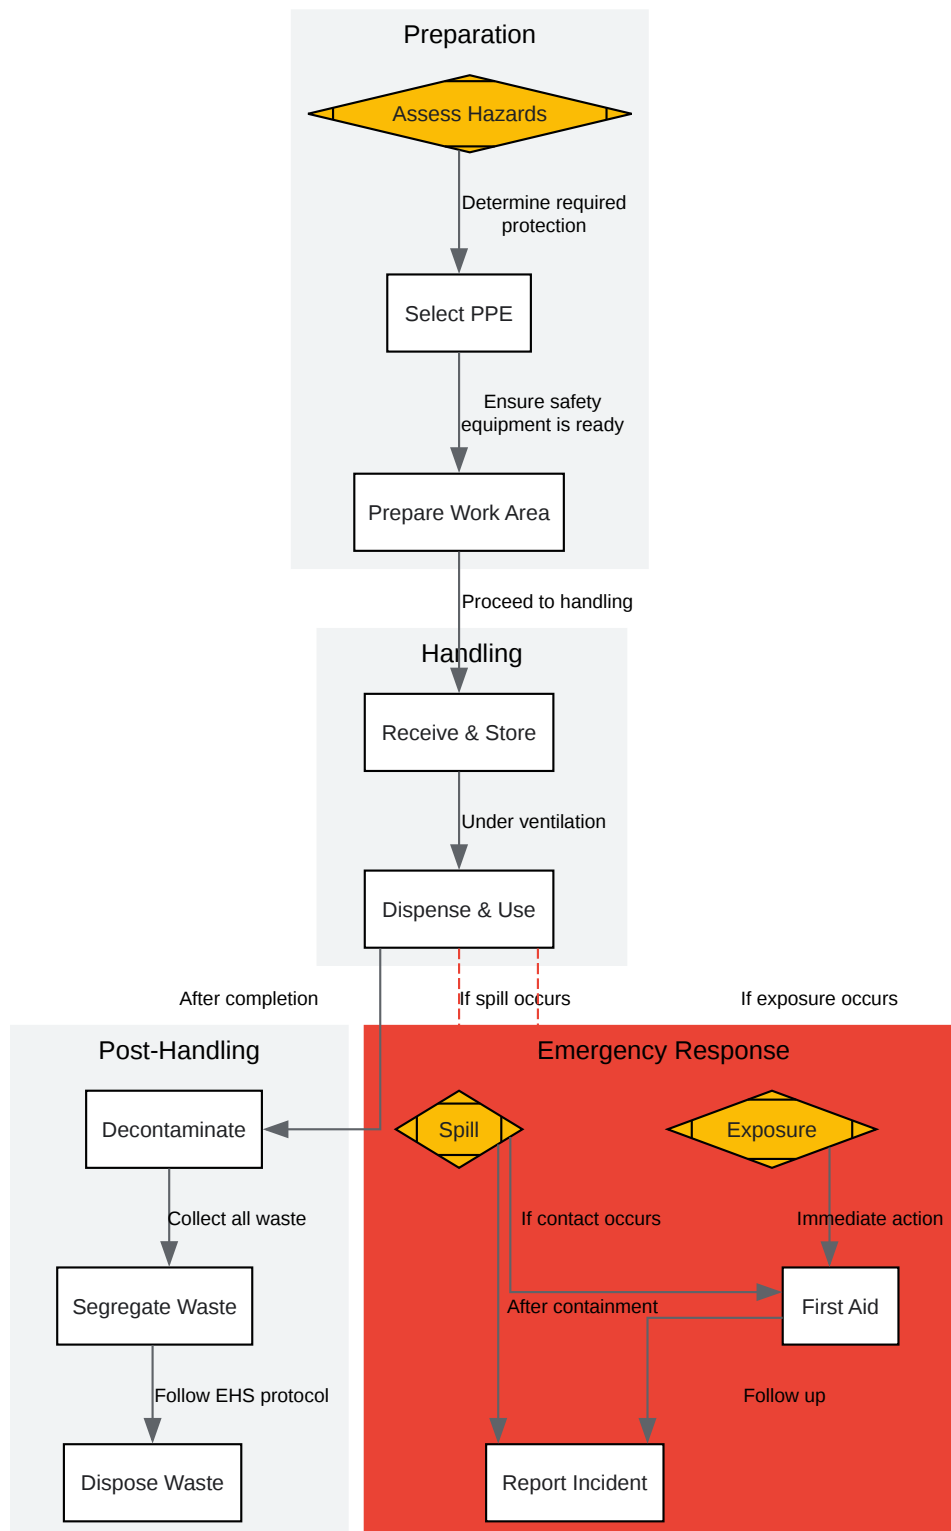 Preparation
Assess Hazards
Determine required
protection
Select PPE
Ensure safety
equipment is ready
Prepare Work Area
Proceed to handling
Handling
Receive & Store
Under ventilation
Dispense & Use
After completion
If spill occurs
If exposure occurs
Post-Handling
Emergency Response
Decontaminate
Spill
Exposure
Collect all waste
If contact occurs
Immediate action
Segregate Waste
After containment
First Aid
Follow EHS protocol
Follow up
Dispose Waste
Report Incident